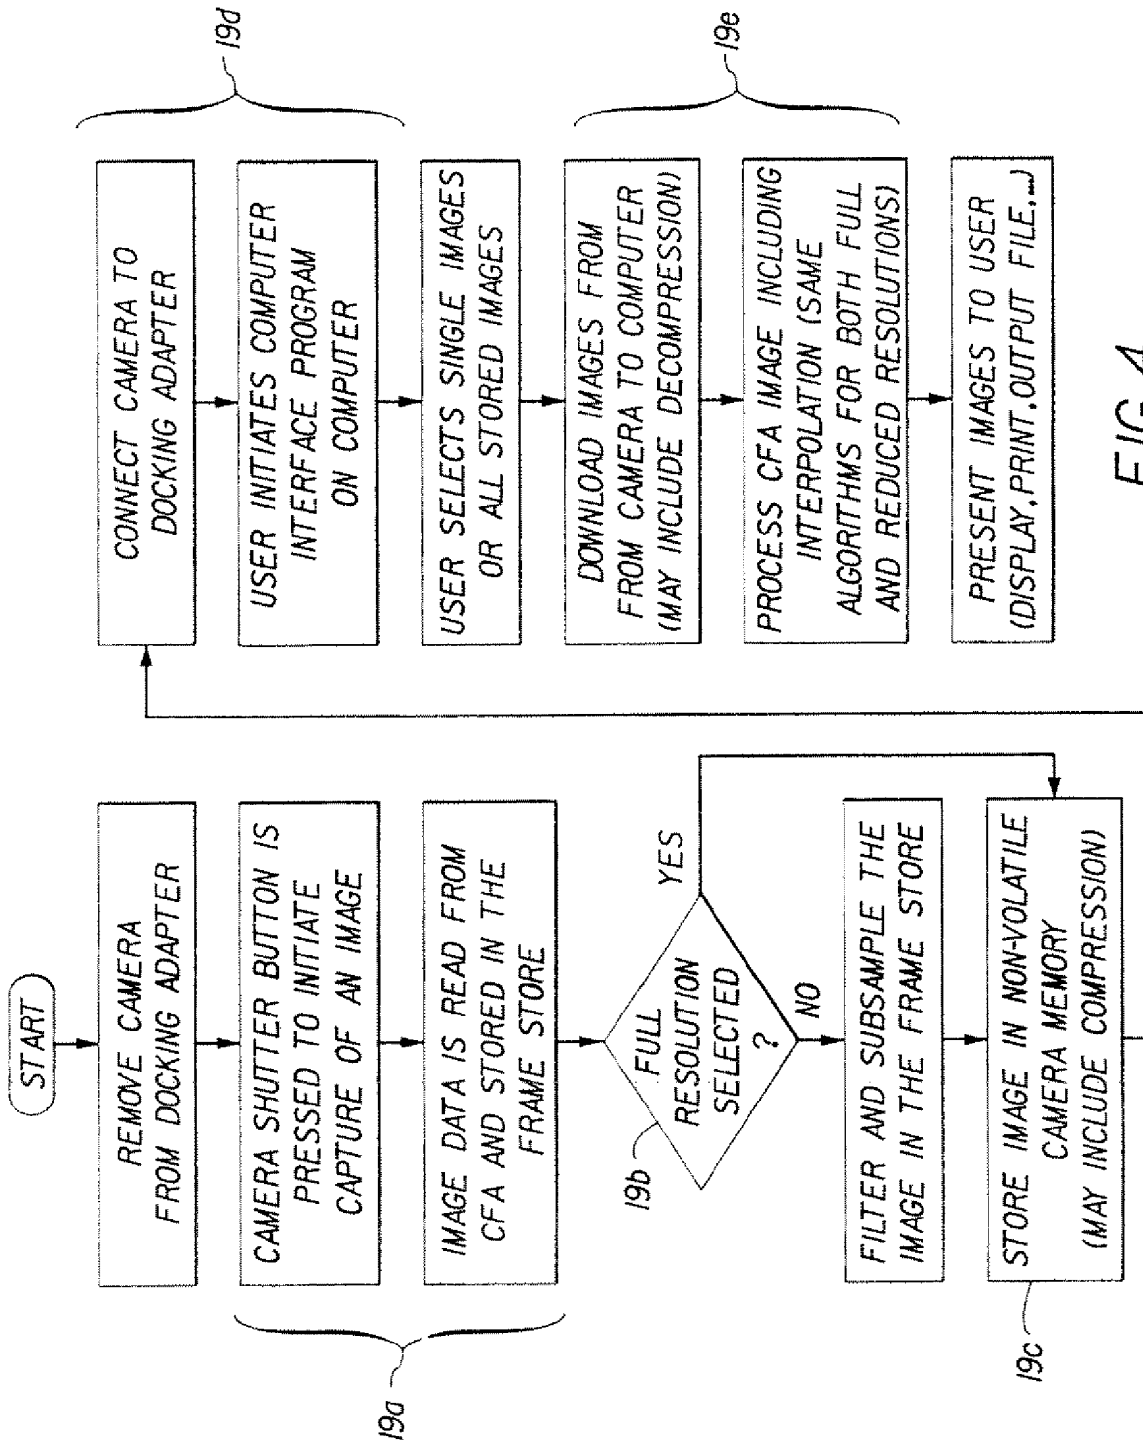 START
REMOVE CAMERA
FROM DOCKING ADAPTER
CAMERA SHUTTER BUTTON IS
PRESSED TO INITIATE
CAPTURE OF AN IMAGE
IMAGE DATA IS READ FROM
CFA AND STORED IN THE
FRAME STORE
19a
FULL
RESOLUTION
SELECTED
?
YES
NO
19b
FILTER AND SUBSAMPLE THE
IMAGE IN THE FRAME STORE
STORE IMAGE IN NON-VOLATILE
CAMERA MEMORY
(MAY INCLUDE COMPRESSION)
19c
CONNECT CAMERA TO
DOCKING ADAPTER
USER INITIATES COMPUTER
INTERFACE PROGRAM
ON COMPUTER
19d
USER SELECTS SINGLE IMAGES
OR ALL STORED IMAGES
DOWNLOAD IMAGES FROM
FROM CAMERA TO COMPUTER
(MAY INCLUDE DECOMPRESSION)
PROCESS CFA IMAGE INCLUDING
INTERPOLATION (SAME
ALGORITHMS FOR BOTH FULL
AND REDUCED RESOLUTIONS)
19e
PRESENT IMAGES TO USER
(DISPLAY,PRINT,OUTPUT FILE,...)
FIG. 4